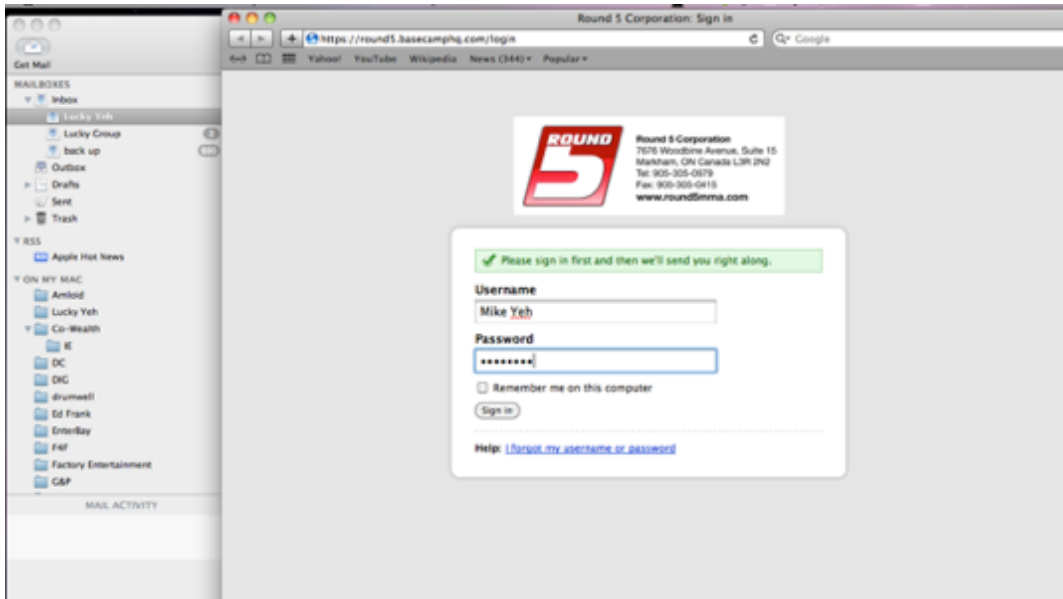 Get Mail
MAILBOXES
Inbox
Lucky Yeh
Lucky Group
back up
Outbox
Drafts
Sent
Trash
RSS
Apple Hot News
ON MY MAC
Amloid
Lucky Yeh
Co-Wealth
IE
DC
DIG
drumwell
Ed Frank
EnterBay
F4F
Factory Entertainment
G&P
MAIL ACTIVITY
Round 5 Corporation: Sign in
https://round5.basecamphq.com/login
Google
Yahoo! YouTube Wikipedia News (344) Popular
ROUND 5
Round 5 Corporation
7676 Woodbine Avenue, Suite 15
Markham, ON Canada L3R 2N2
Tel: 905-305-0979
Fax: 905-305-0415
www.round5mma.com
Please sign in first and then we'll send you right along.
Username
Mike Yeh
Password
••••••••
Remember me on this computer
Sign in
Help: I forgot my username or password